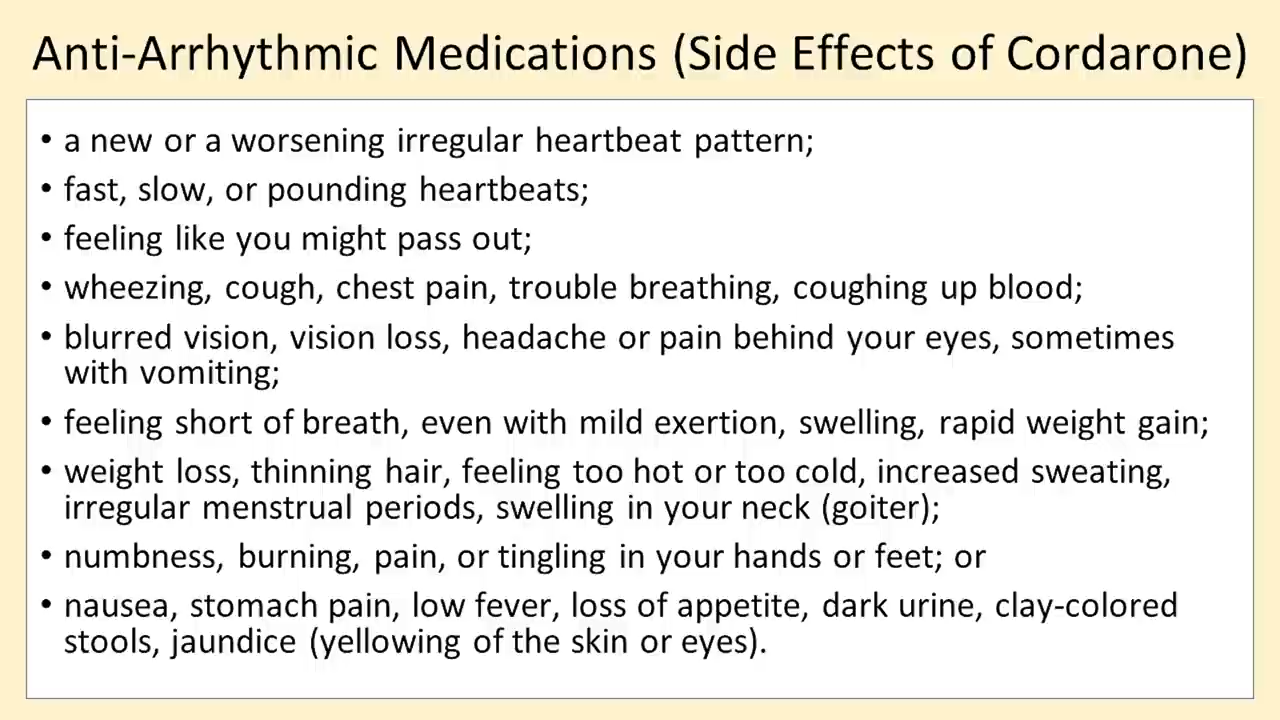 Anti-Arrhythmic Medications (Side Effects of Cordarone)
• a new or a worsening irregular heartbeat pattern;
• fast, slow, or pounding heartbeats;
• feeling like you might pass out;
• wheezing, cough, chest pain, trouble breathing, coughing up blood;
• blurred vision, vision loss, headache or pain behind your eyes, sometimes
with vomiting;
• feeling short of breath, even with mild exertion, swelling, rapid weight gain;
• weight loss, thinning hair, feeling too hot or too cold, increased sweating,
irregular menstrual periods, swelling in your neck (goiter);
• numbness, burning, pain, or tingling in your hands or feet; or
• nausea, stomach pain, low fever, loss of appetite, dark urine, clay-colored
stools, jaundice (yellowing of the skin or eyes).